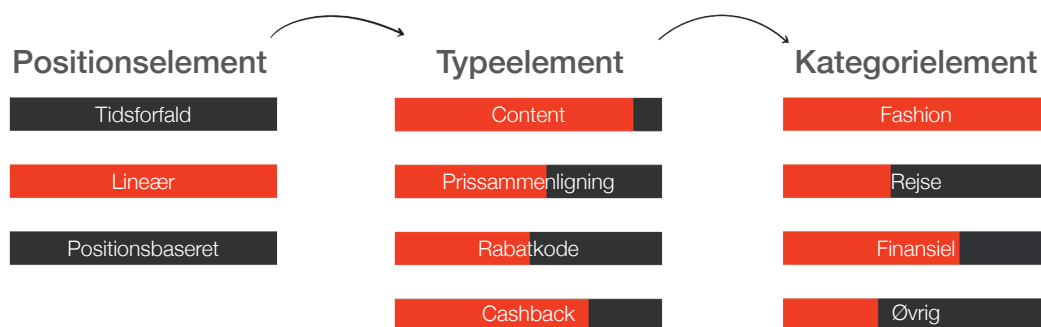 Positionselement
Tidsforfald
Lineær
Positionsbaseret
Typeelement
Content
Prissammenligning
Rabatkode
Cashback
Kategorielement
Fashion
Rejse
Finansiel
Øvrig